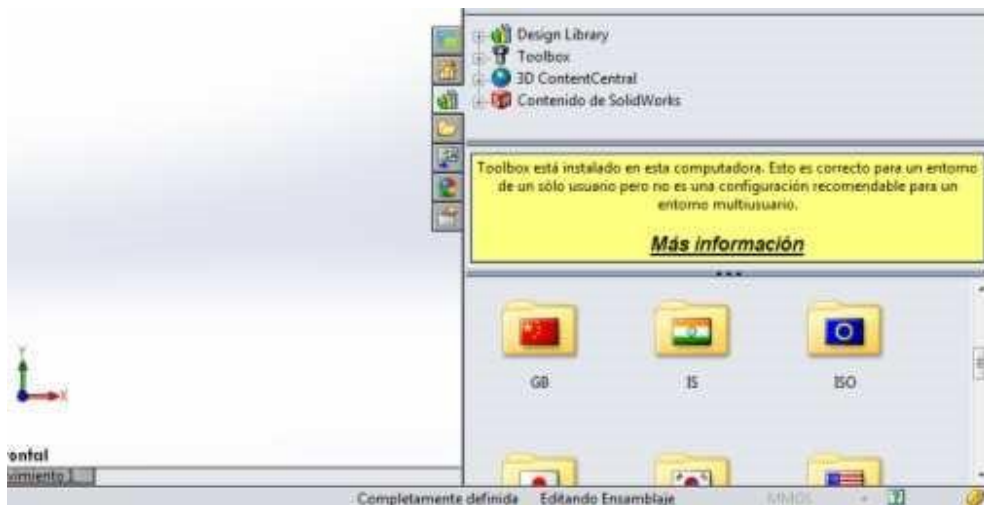 Design Library
Toolbox
3D ContentCentral
Contenido de SolidWorks
Toolbox está instalado en esta computadora. Esto es correcto para un entorno
de un sólo usuario pero no es una configuración recomendable para un
entorno multiusuario.
Más información
GB
IS
ISO
Y
X
ontal
vimiento 1
Completamente definida
Editando Ensamblaje
MMGS